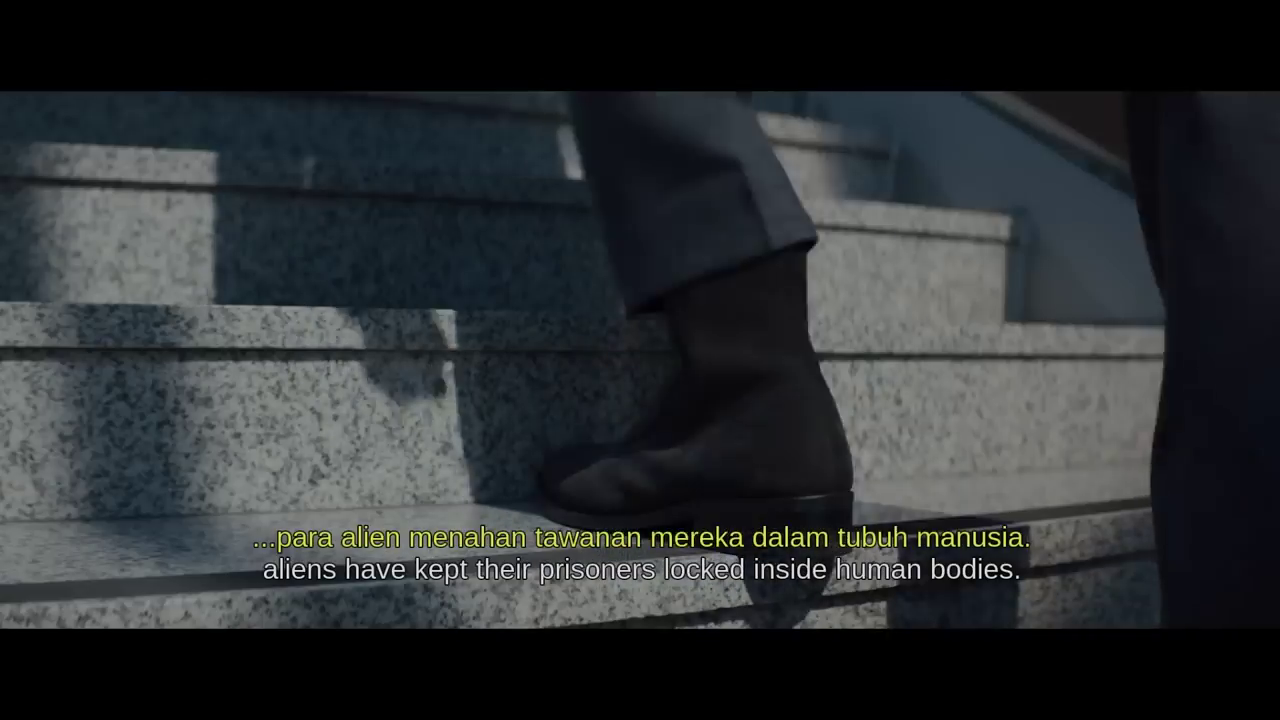 ...para alien menahan tawanan mereka dalam tubuh manusia.
aliens have kept their prisoners locked inside human bodies.